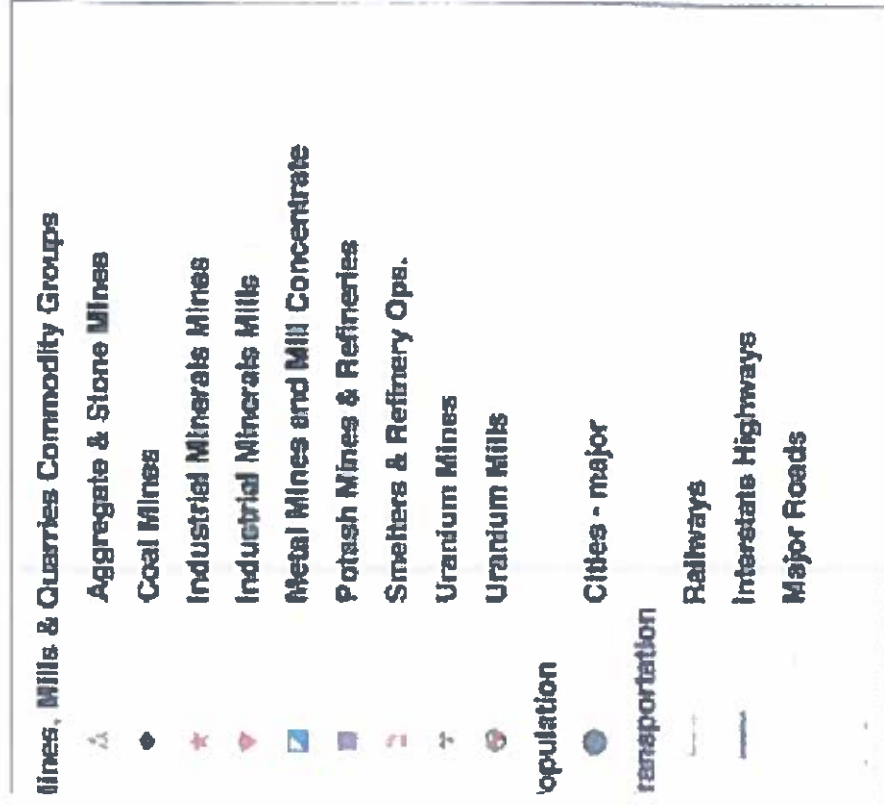 Mines, Mills & Quarries Commodity Groups
Aggregate & Stone Mines
Coal Mines
Industrial Minerals Mines
Industrial Minerals Mills
Metal Mines and Mill Concentrate
Potash Mines & Refineries
Smelters & Refinery Ops.
Uranium Mines
Uranium Mills
opulation
Cities - major
ransportation
Railways
Interstate Highways
Major Roads